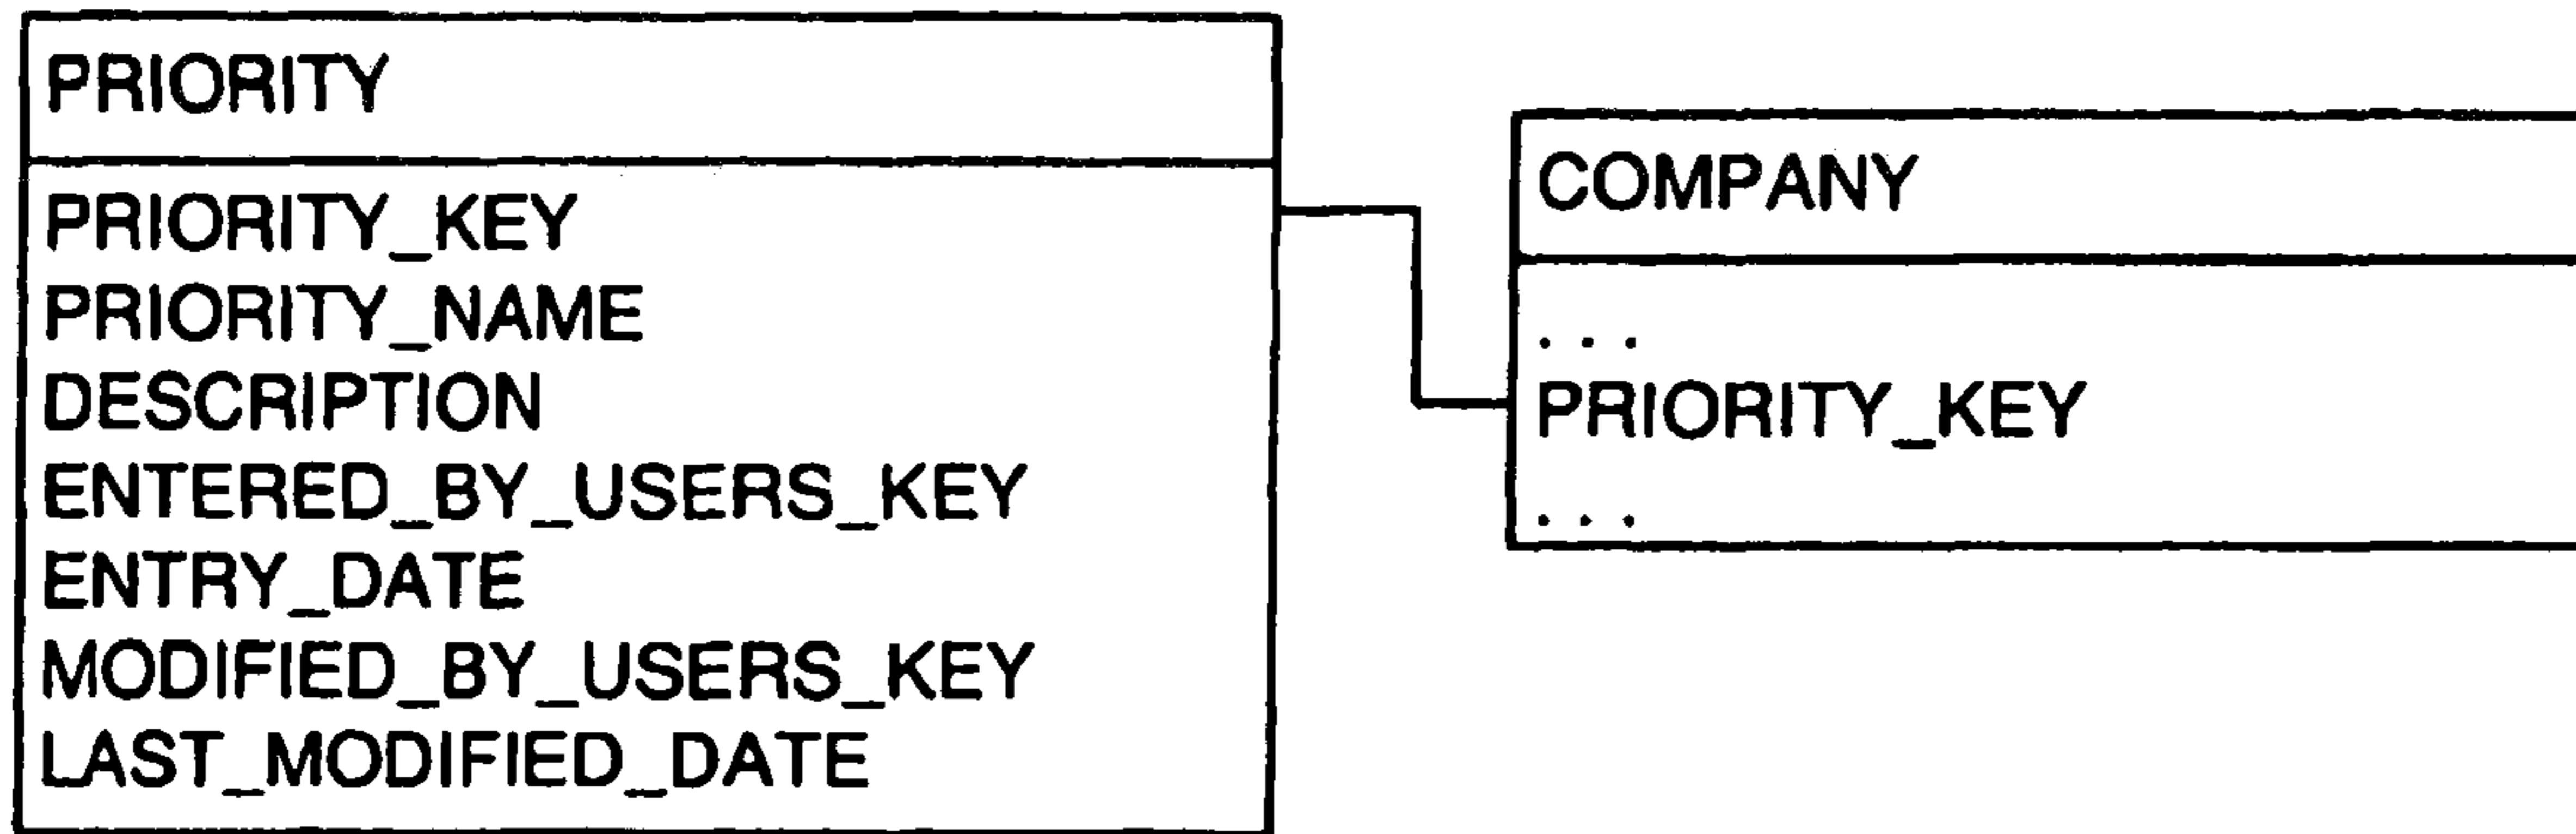 PRIORITY
PRIORITY_KEY
PRIORITY_NAME
DESCRIPTION
ENTERED_BY_USERS_KEY
ENTRY_DATE
MODIFIED_BY_USERS_KEY
LAST_MODIFIED_DATE
COMPANY
. . .
PRIORITY_KEY
. . .